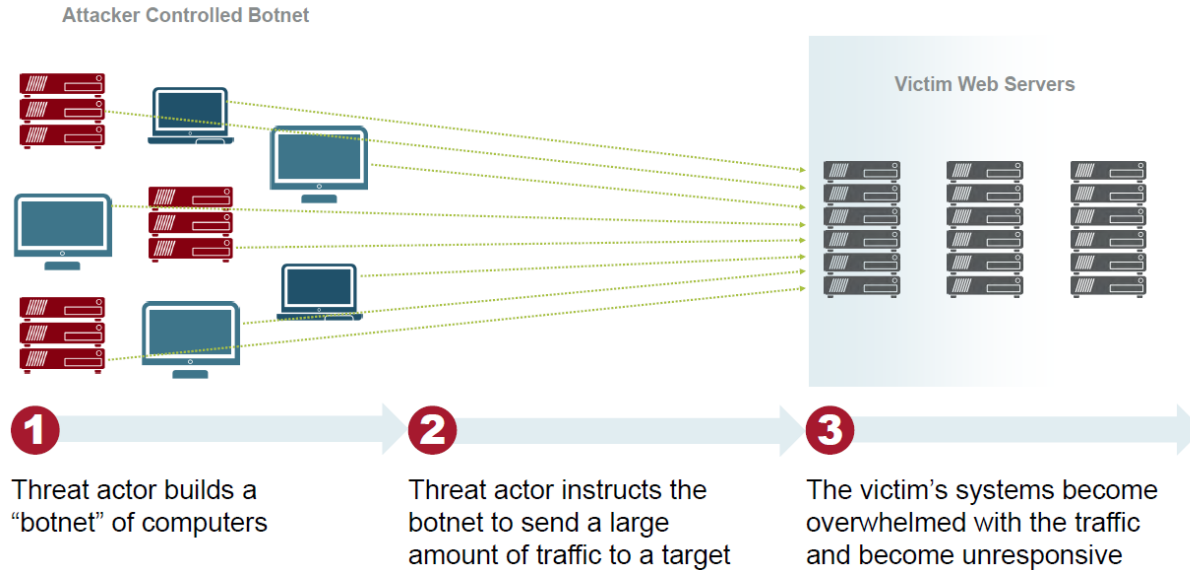 Attacker Controlled Botnet
Victim Web Servers
1
Threat actor builds a
“botnet” of computers
2
Threat actor instructs the
botnet to send a large
amount of traffic to a target
3
The victim’s systems become
overwhelmed with the traffic
and become unresponsive